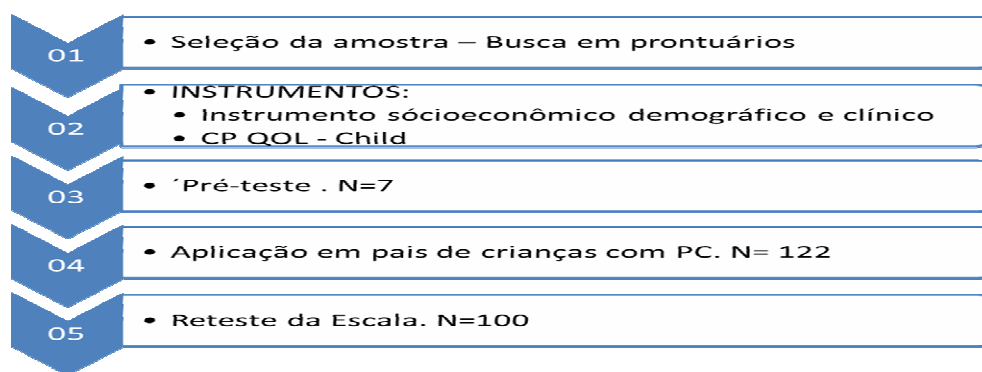 01
• Seleção da amostra – Busca em prontuários
02
• INSTRUMENTOS:
• Instrumento sócioeconômico demográfico e clínico
• CP QOL - Child
03
• ´Pré-teste . N=7
04
• Aplicação em pais de crianças com PC. N= 122
05
• Reteste da Escala. N=100